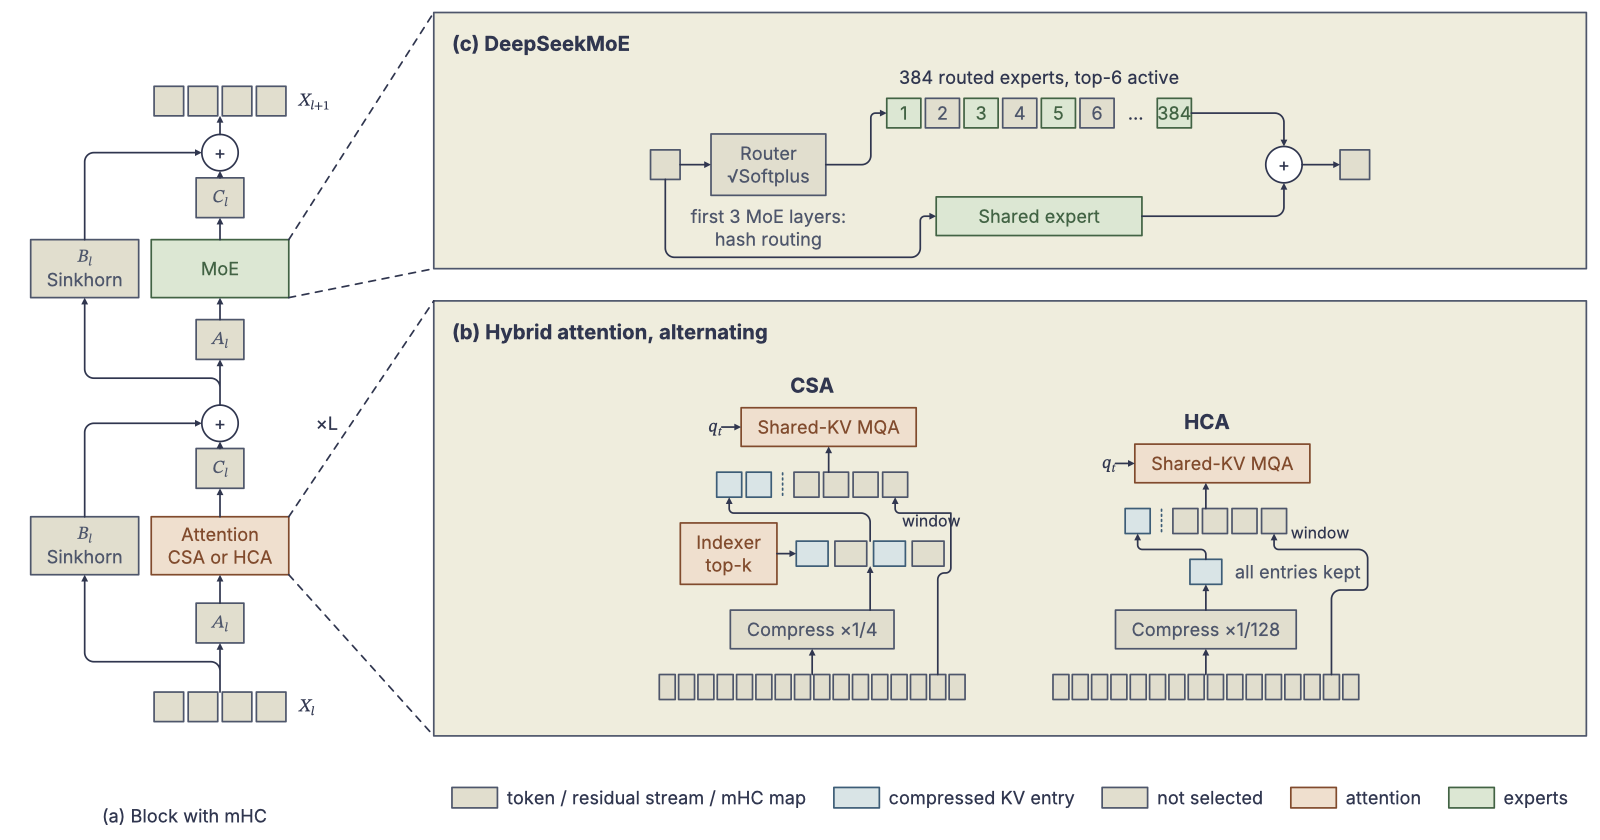 (c) DeepSeekMoE
384 routed experts, top-6 active
1 2 3 4 5 6 ... 384
Router
√Softplus
+
first 3 MoE layers:
hash routing
Shared expert
X_{l+1}
+
C_l
B_l
Sinkhorn
MoE
A_l
+
×L
C_l
B_l
Sinkhorn
Attention
CSA or HCA
A_l
X_l
(a) Block with mHC
(b) Hybrid attention, alternating
CSA
q_t
Shared-KV MQA
window
Indexer
top-k
Compress ×1/4
HCA
q_t
Shared-KV MQA
window
all entries kept
Compress ×1/128
token / residual stream / mHC map
compressed KV entry
not selected
attention
experts